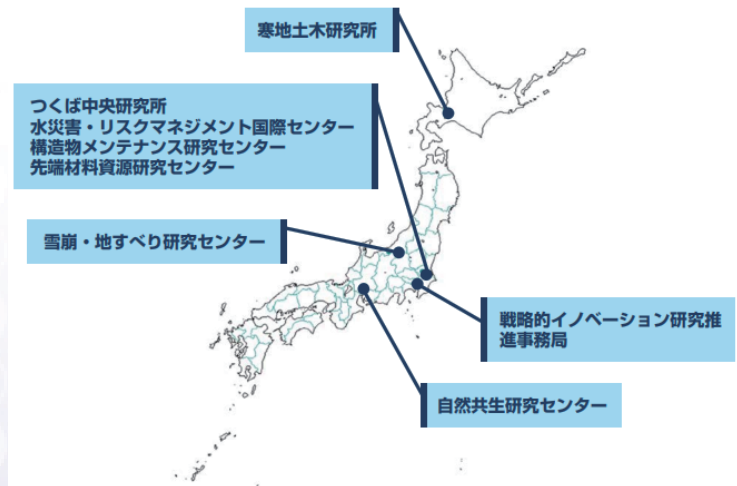 寒地土木研究所
つくば中央研究所
水災害・リスクマネジメント国際センター
構造物メンテナンス研究センター
先端材料資源研究センター
雪崩・地すべり研究センター
戦略的イノベーション研究推
進事務局
自然共生研究センター